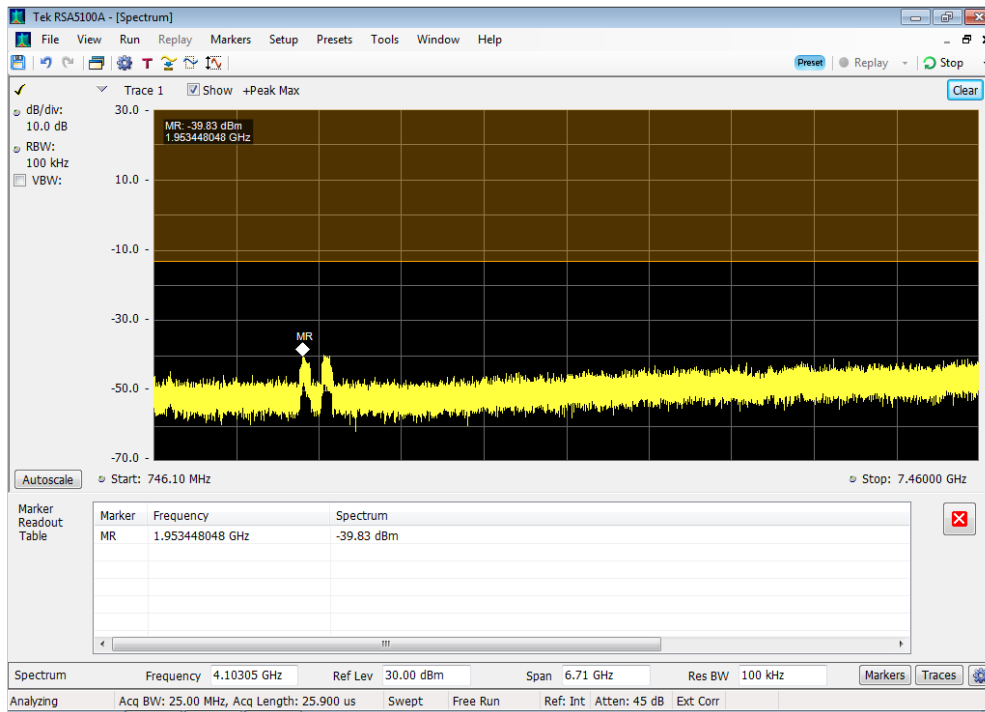 Tek RSA5100A - [Spectrum]
File View Run Replay Markers Setup Presets Tools Window Help
T Preset Replay Stop
Trace 1 Show +Peak Max Clear
dB/div:
10.0 dB
RBW:
100 kHz
VBW:
30.0
10.0
-10.0
-30.0
-50.0
-70.0
MR: -39.83 dBm
1.953448048 GHz
MR
Autoscale Start: 746.10 MHz Stop: 7.46000 GHz
Marker
Readout
Table
Marker Frequency Spectrum
MR 1.953448048 GHz -39.83 dBm
Spectrum Frequency 4.10305 GHz Ref Lev 30.00 dBm Span 6.71 GHz Res BW 100 kHz Markers Traces
Analyzing Acq BW: 25.00 MHz, Acq Length: 25.900 us Swept Free Run Ref: Int Atten: 45 dB Ext Corr